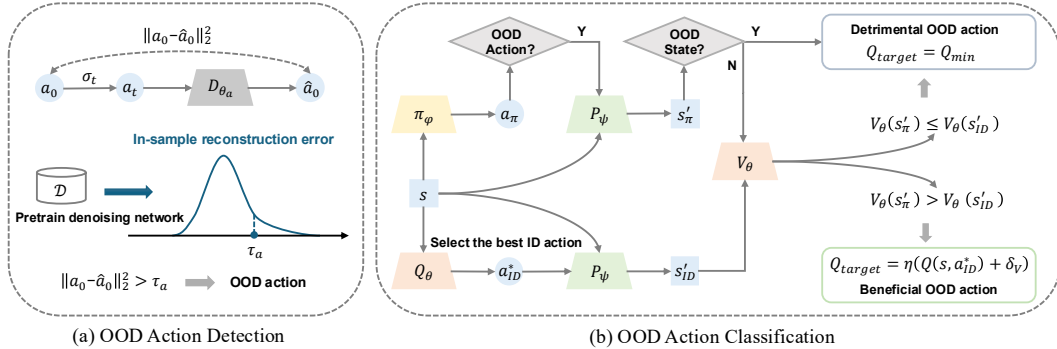 ‖a₀−â₀‖₂²
a₀
σₜ
aₜ
D_θₐ
â₀
In-sample reconstruction error
𝒟
Pretrain denoising network
τₐ
‖a₀−â₀‖₂² > τₐ
OOD action
(a) OOD Action Detection
OOD
Action?
Y
OOD
State?
Y
N
π_φ
a_π
P_ψ
s′_π
s
V_θ
Select the best ID action
Q_θ
a*_ID
P_ψ
s′_ID
Detrimental OOD action
Q_target = Q_min
V_θ(s′_π) ≤ V_θ(s′_ID)
V_θ(s′_π) > V_θ (s′_ID)
Q_target = η(Q(s, a*_ID) + δ_V)
Beneficial OOD action
(b) OOD Action Classification